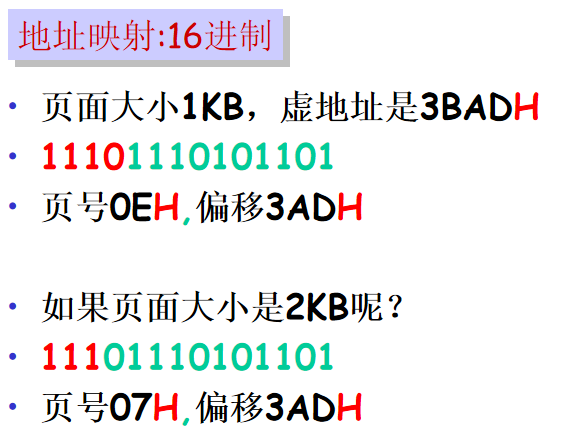 地址映射:16进制
• 页面大小1KB，虚地址是3BADH
• 11101110101101
• 页号0EH,偏移3ADH
• 如果页面大小是2KB呢？
• 11101110101101
• 页号07H,偏移3ADH